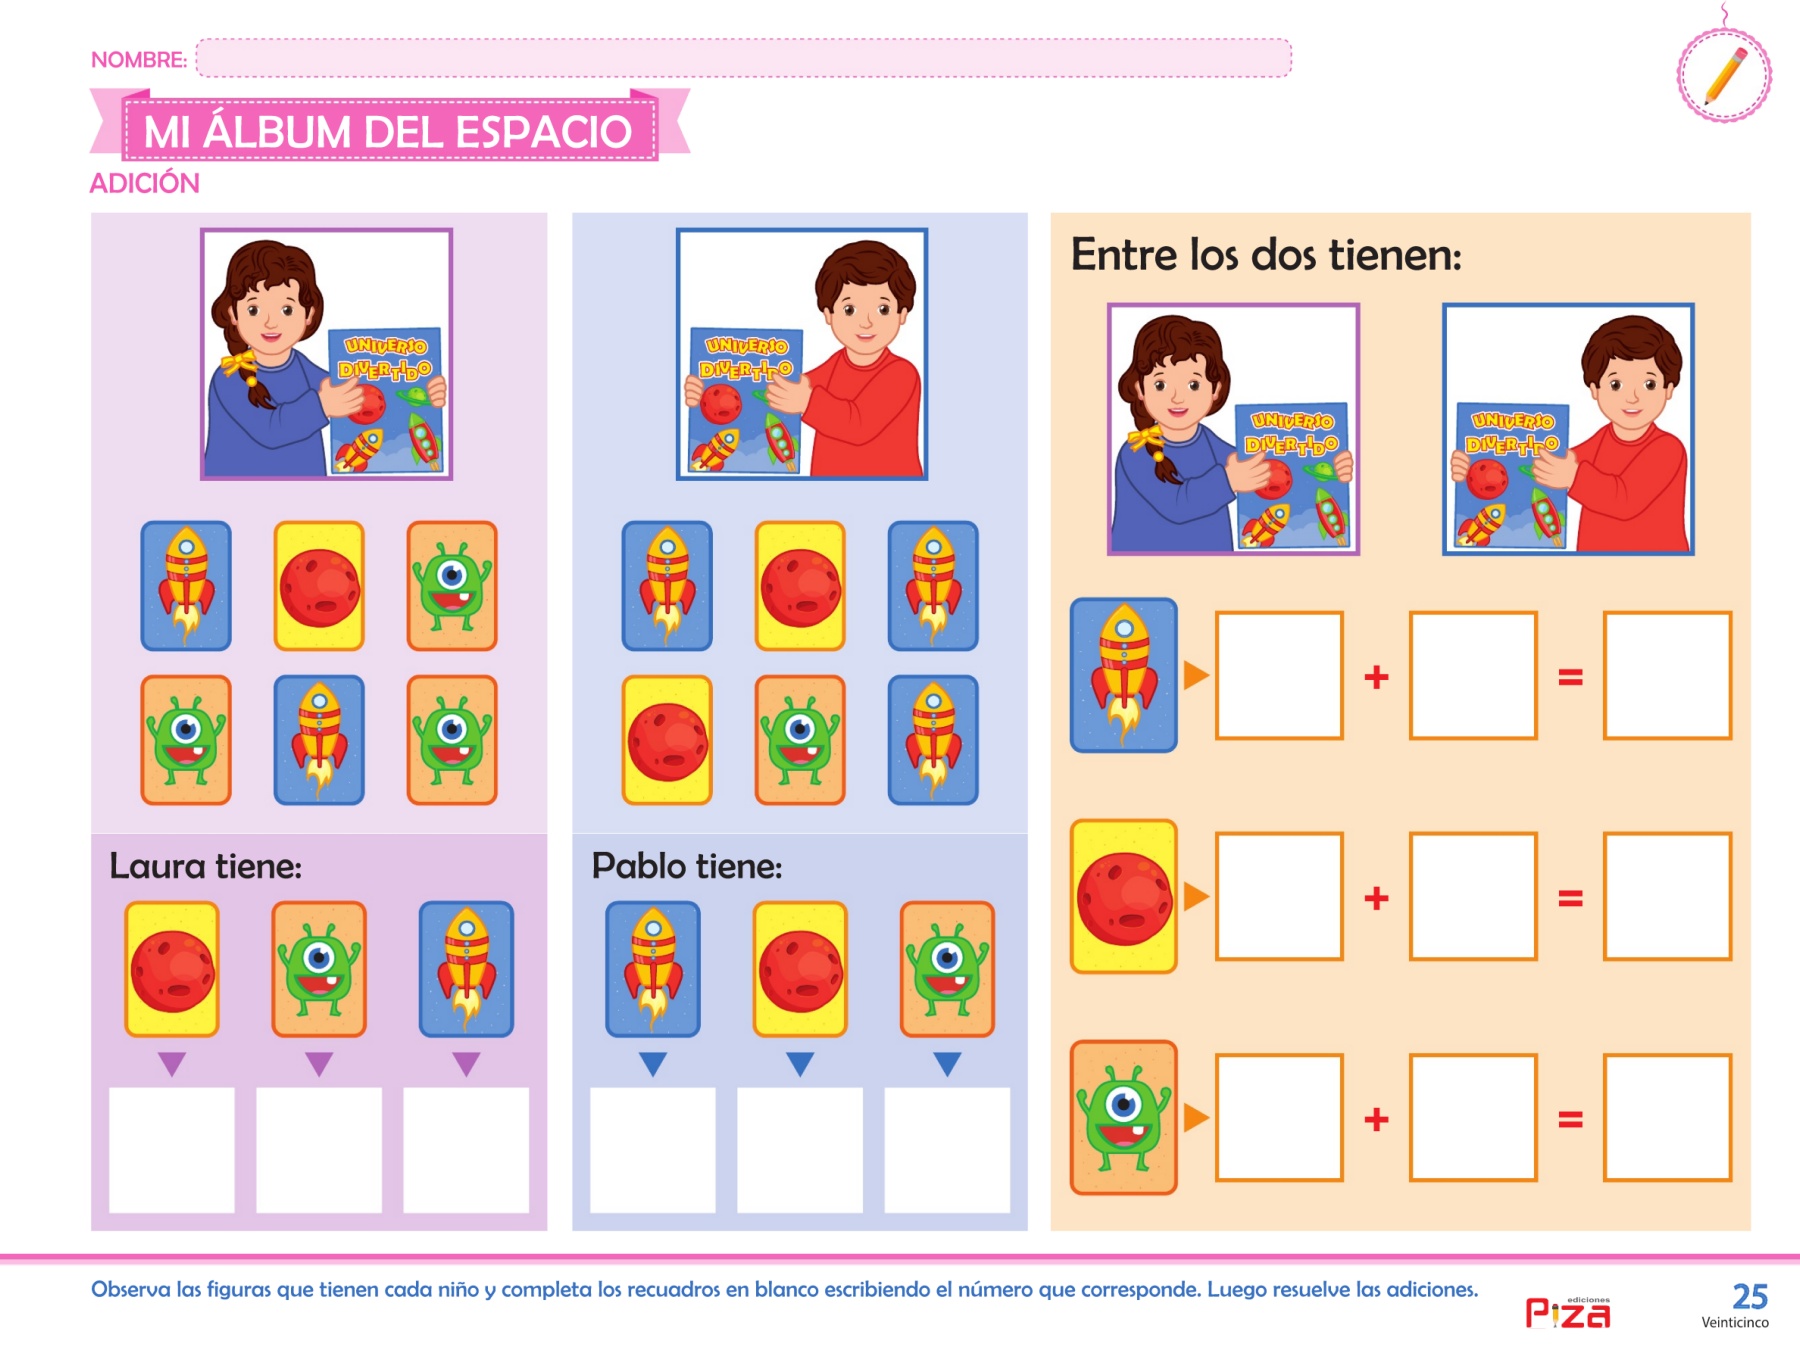 NOMBRE:
MI ÁLBUM DEL ESPACIO
ADICIÓN
UNIVERSO
DIVERTIDO
UNIVERSO
DIVERTIDO
Laura tiene:
Pablo tiene:
Entre los dos tienen:
UNIVERSO
DIVERTIDO
UNIVERSO
DIVERTIDO
+ =
+ =
+ =
Observa las figuras que tienen cada niño y completa los recuadros en blanco escribiendo el número que corresponde. Luego resuelve las adiciones.
ediciones
Piza
25
Veinticinco